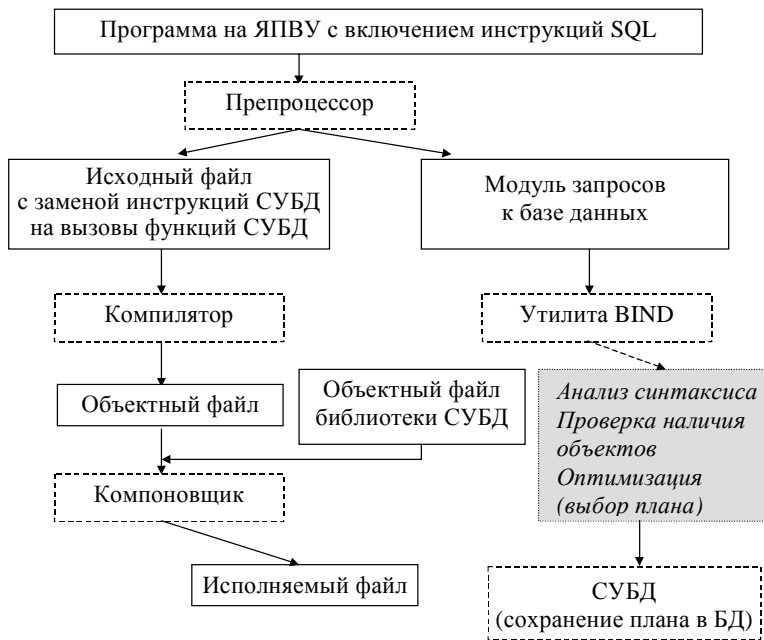 Программа на ЯПВУ с включением инструкций SQL
Препроцессор
Исходный файл
с заменой инструкций СУБД
на вызовы функций СУБД
Модуль запросов
к базе данных
Компилятор
Утилита BIND
Объектный файл
Объектный файл
библиотеки СУБД
Анализ синтаксиса
Проверка наличия
объектов
Оптимизация
(выбор плана)
Компоновщик
Исполняемый файл
СУБД
(сохранение плана в БД)